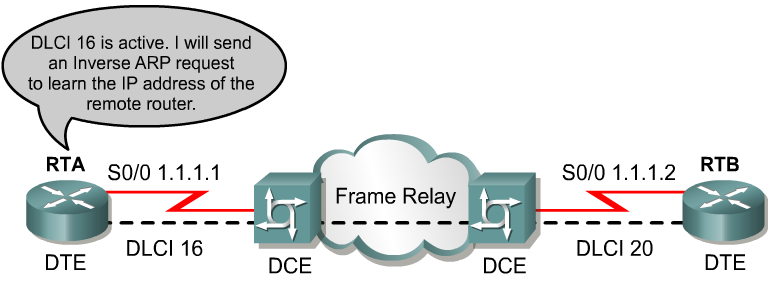 DLCI 16 is active. I will send
an Inverse ARP request
to learn the IP address of the
remote router.
RTA
S0/0 1.1.1.1
Frame Relay
S0/0 1.1.1.2
RTB
DLCI 16
DLCI 20
DTE
DCE
DCE
DTE